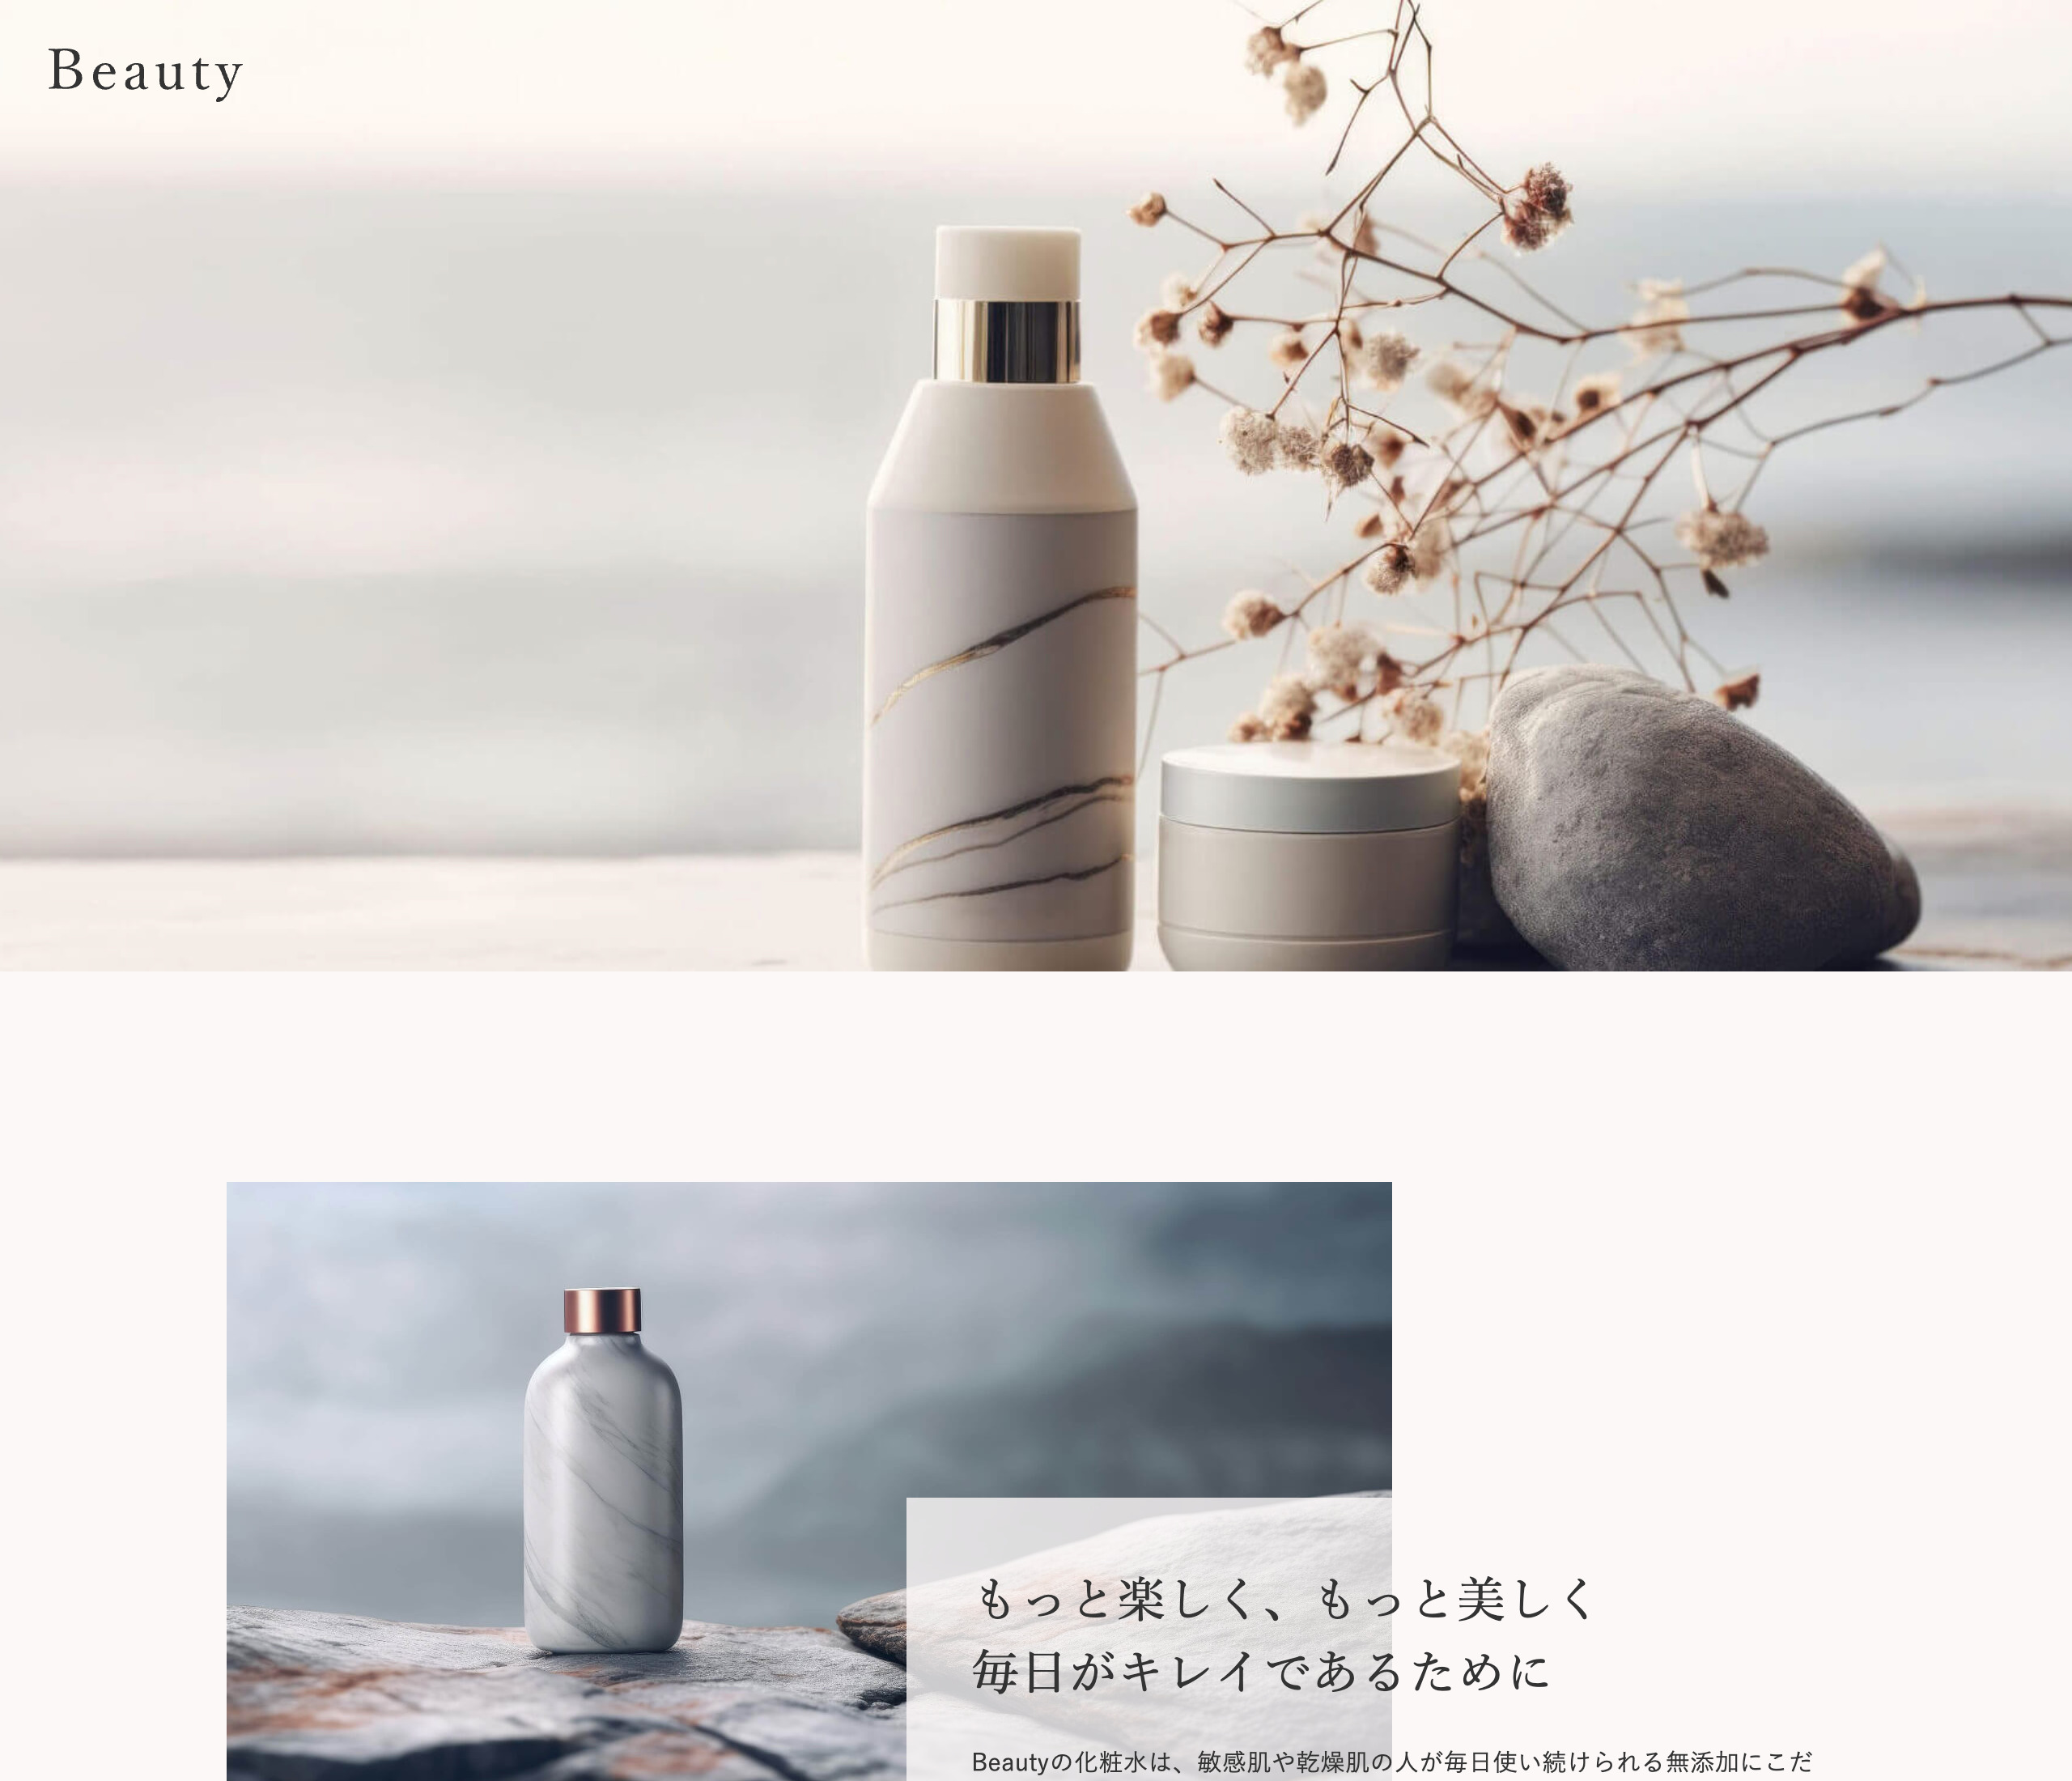 Beauty
もっと楽しく、もっと美しく
毎日がキレイであるために
Beautyの化粧水は、敏感肌や乾燥肌の人が毎日使い続けられる無添加にこだ